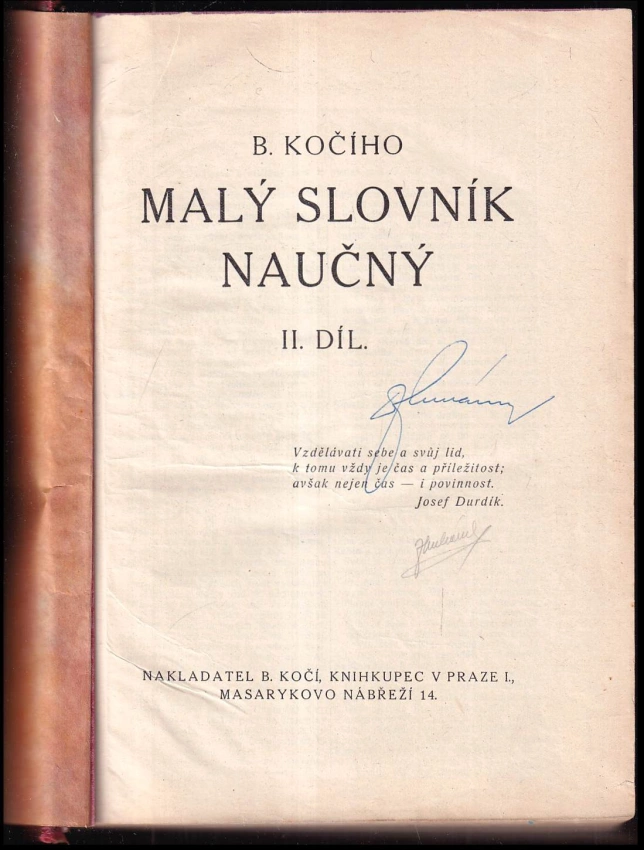 B. KOČÍHO
MALÝ SLOVNÍK
NAUČNÝ
II. DÍL.
Vzdělávati sebe a svůj lid,
k tomu vždy je čas a příležitost;
avšak nejen čas — i povinnost.
Josef Durdík.
NAKLADATEL B. KOČÍ, KNIHKUPEC V PRAZE I.,
MASARYKOVO NÁBŘEŽÍ 14.